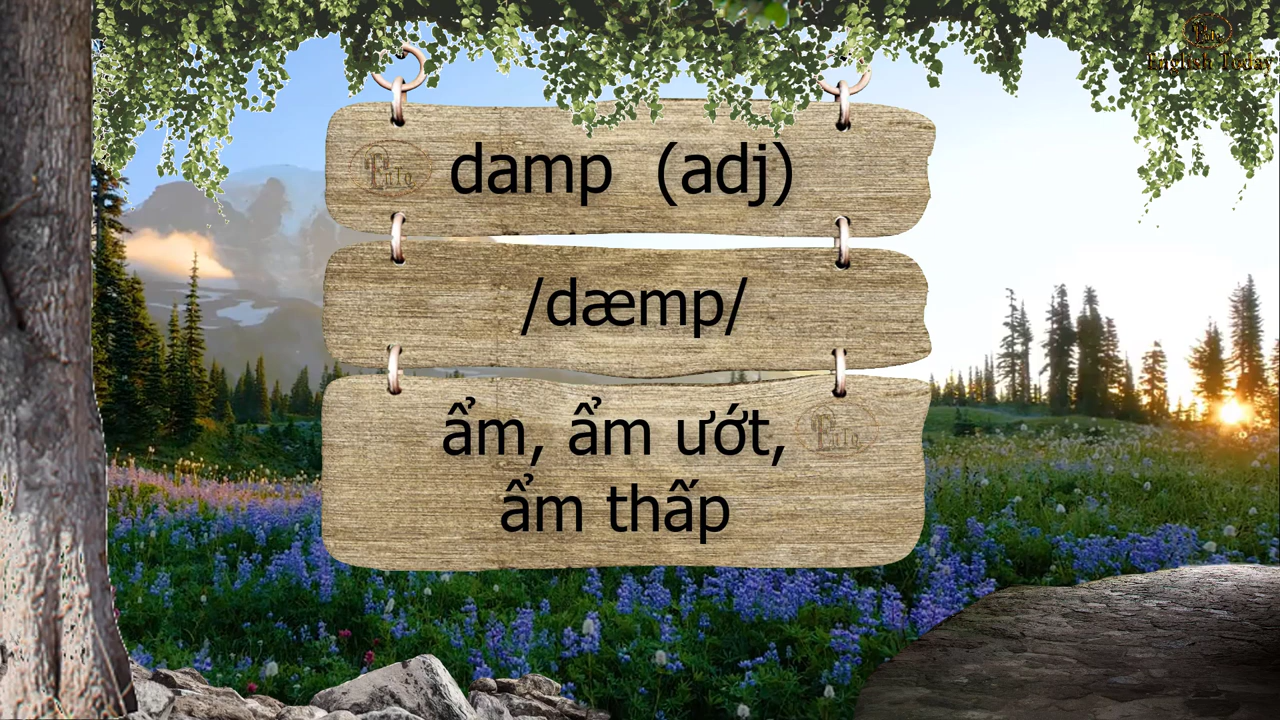 English Today
damp (adj)
/dæmp/
ẩm, ẩm ướt,
ẩm thấp